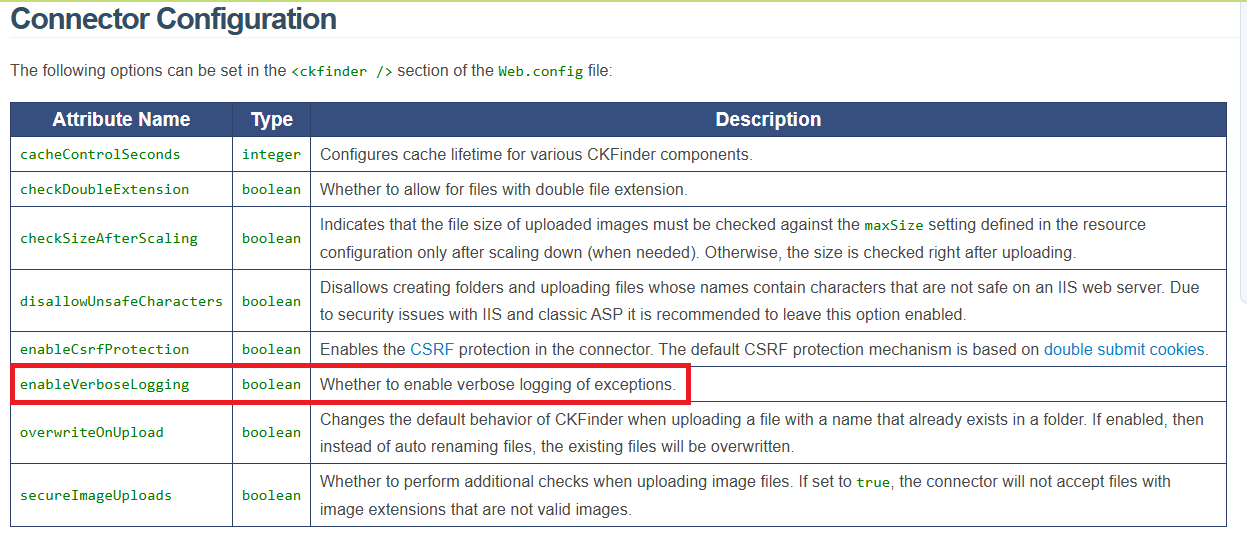 Connector Configuration
The following options can be set in the <ckfinder /> section of the Web.config file:
Attribute Name Type Description
cacheControlSeconds integer Configures cache lifetime for various CKFinder components.
checkDoubleExtension boolean Whether to allow for files with double file extension.
checkSizeAfterScaling boolean Indicates that the file size of uploaded images must be checked against the maxSize setting defined in the resource
configuration only after scaling down (when needed). Otherwise, the size is checked right after uploading.
disallowUnsafeCharacters boolean Disallows creating folders and uploading files whose names contain characters that are not safe on an IIS web server. Due
to security issues with IIS and classic ASP it is recommended to leave this option enabled.
enableCsrfProtection boolean Enables the CSRF protection in the connector. The default CSRF protection mechanism is based on double submit cookies.
enableVerboseLogging boolean Whether to enable verbose logging of exceptions.
overwriteOnUpload boolean Changes the default behavior of CKFinder when uploading a file with a name that already exists in a folder. If enabled, then
instead of auto renaming files, the existing files will be overwritten.
secureImageUploads boolean Whether to perform additional checks when uploading image files. If set to true, the connector will not accept files with
image extensions that are not valid images.